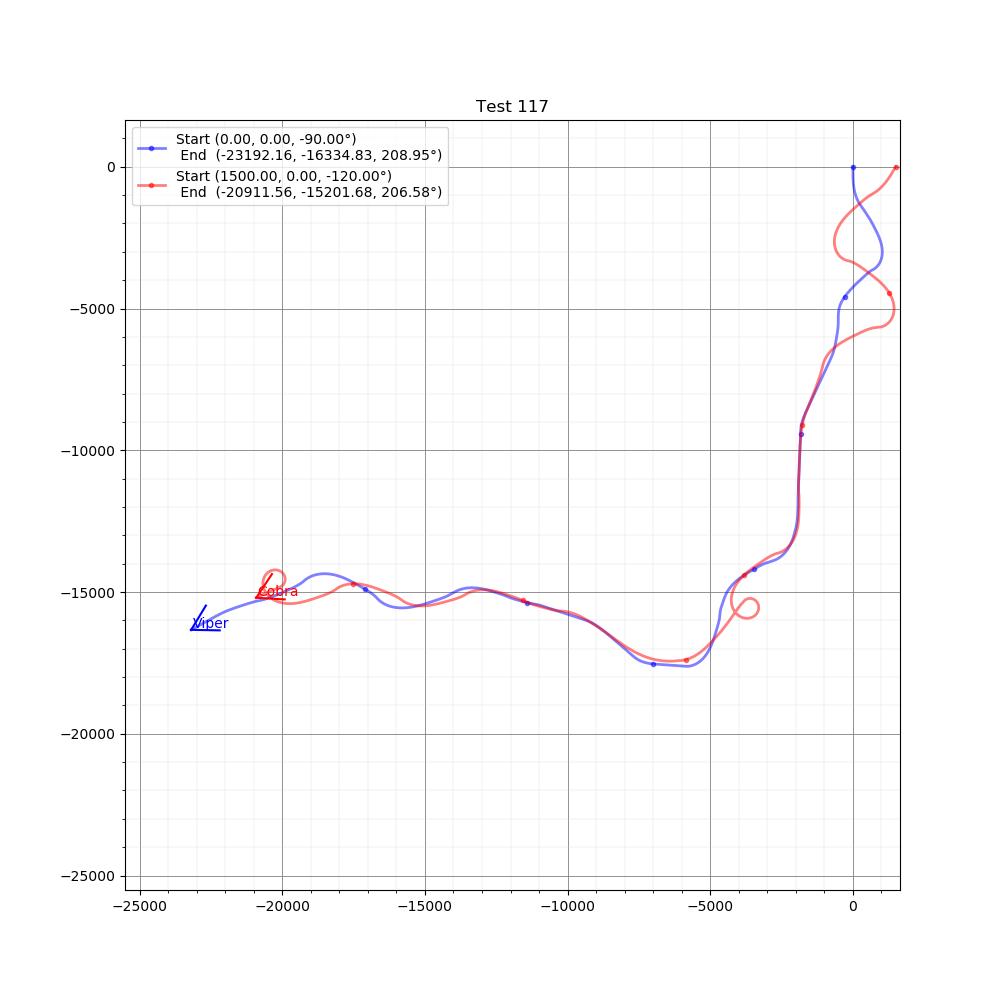 Test 117
Start (0.00, 0.00, -90.00°)
End  (-23192.16, -16334.83, 208.95°)
Start (1500.00, 0.00, -120.00°)
End  (-20911.56, -15201.68, 206.58°)
0
−5000
−10000
−15000
−20000
−25000
Cobra
Viper
−25000 −20000 −15000 −10000 −5000 0